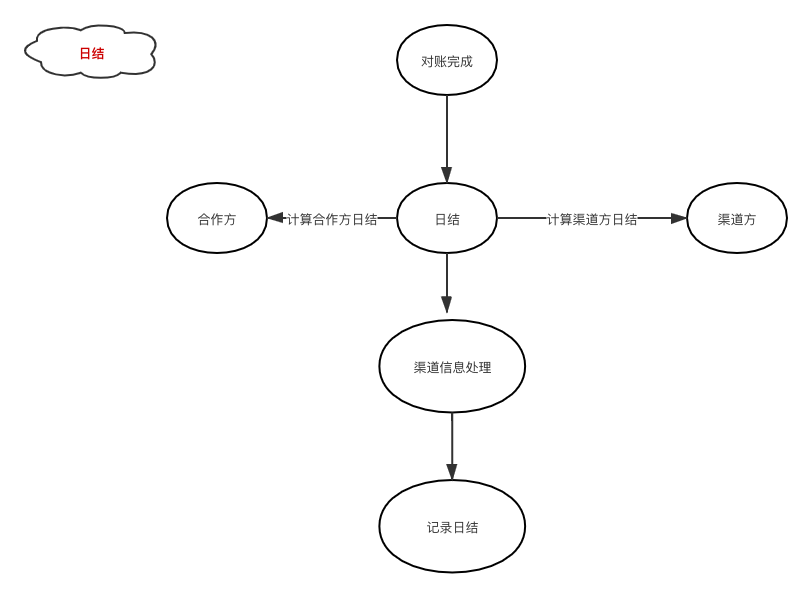 日结
对账完成
合作方
计算合作方日结
日结
计算渠道方日结
渠道方
渠道信息处理
记录日结